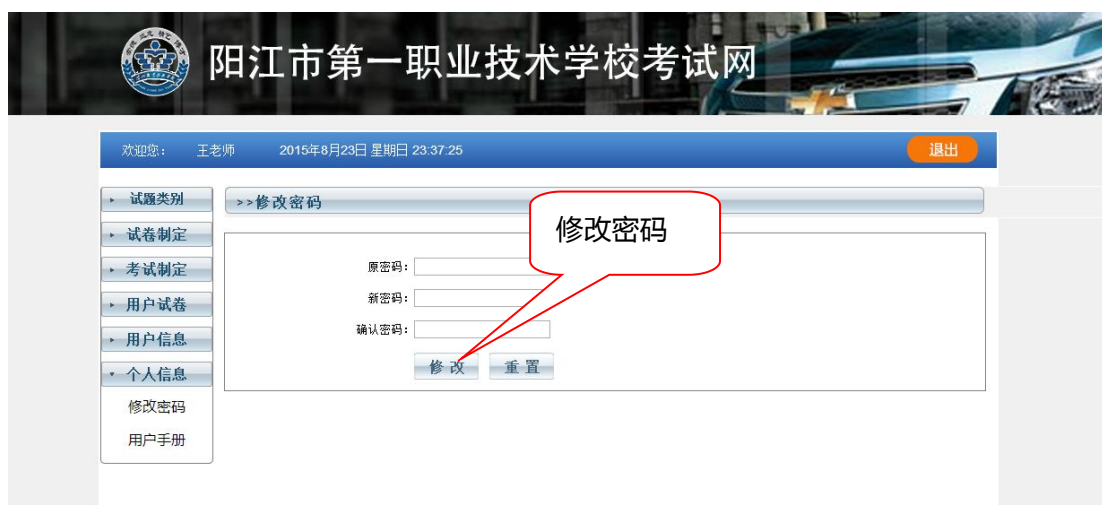 阳江市第一职业技术学校考试网
欢迎您： 王老师 2015年8月23日 星期日 23:37:25 退出
试题类别
>>修改密码
修改密码
试卷制定
考试制定
用户试卷
用户信息
个人信息
修改密码
用户手册
原密码：
新密码：
确认密码：
修 改 重 置